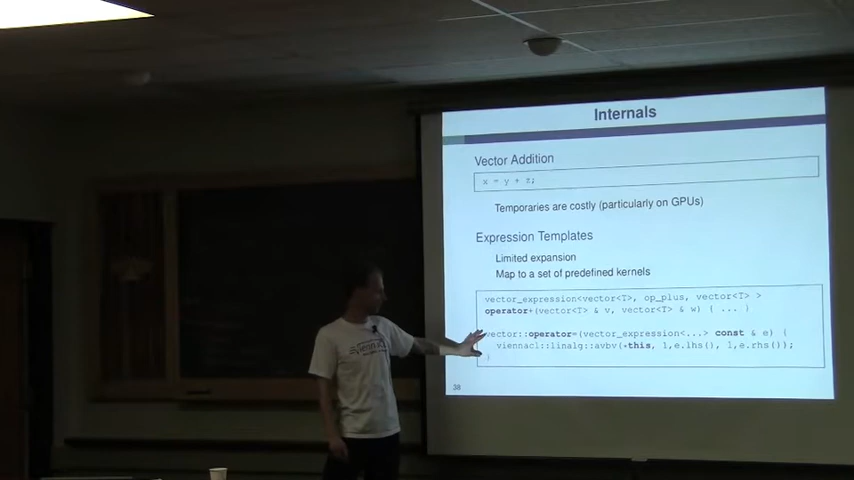 Internals
Vector Addition
x = y + z;
Temporaries are costly (particularly on GPUs)
Expression Templates
Limited expansion
Map to a set of predefined kernels
vector_expression<vector<T>, op_plus, vector<T> >
operator+(vector<T> & v, vector<T> & w) { ... }
vector::operator=(vector_expression<...> const & e) {
viennacl::linalg::avbv(*this, 1,e.lhs(), 1,e.rhs());
}
38